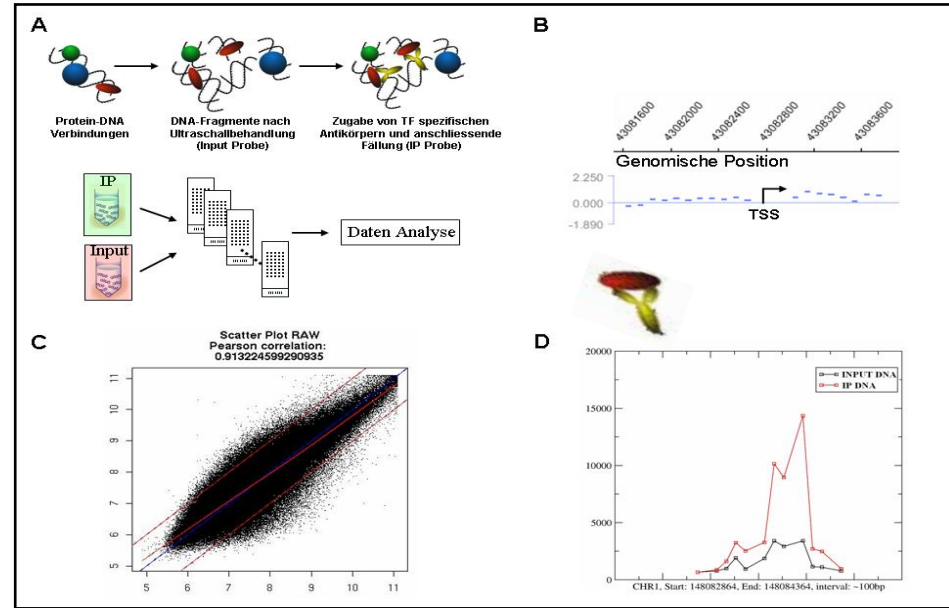 A
Protein-DNA
Verbindungen
DNA-Fragmente nach
Ultraschallbehandlung
(Input Probe)
Zugabe von TF spezifischen
Antikörpern und anschliessende
Fällung (IP Probe)
IP
Input
Daten Analyse
B
43081600
43082000
43082400
43082800
43083200
43083600
Genomische Position
2.250
0.000
-1.890
TSS
C
Scatter Plot RAW
Pearson correlation:
0.913224599290935
11
10
9
8
7
6
5
5 6 7 8 9 10 11
D
20000
15000
10000
5000
0
INPUT DNA
IP DNA
CHR1, Start: 148082864, End: 148084364, interval: ~100bp